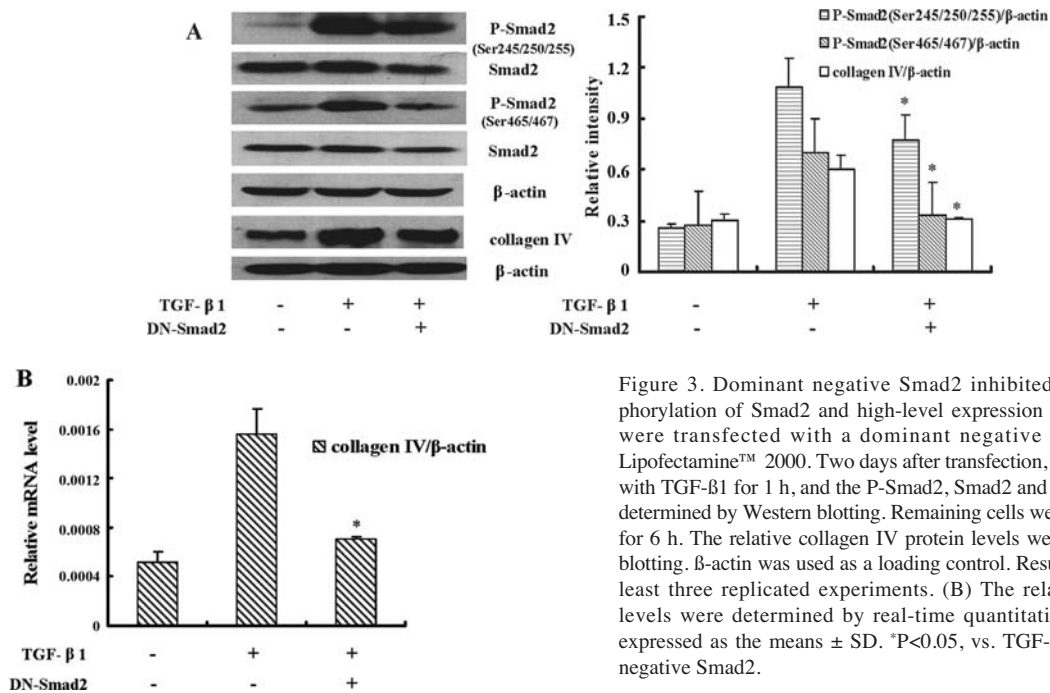 A
P-Smad2
(Ser245/250/255)
Smad2
P-Smad2
(Ser465/467)
Smad2
β-actin
collagen IV
β-actin
TGF- β 1 - + +
DN-Smad2 - - +
P-Smad2(Ser245/250/255)/β-actin
P-Smad2(Ser465/467)/β-actin
collagen IV/β-actin
Relative intensity
1.5
1.2
0.9
0.6
0.3
0
*
*
*
TGF- β 1 - + +
DN-Smad2 - - +
B
Relative mRNA level
0.002
0.0016
0.0012
0.0008
0.0004
0
collagen IV/β-actin
*
TGF- β 1 - + +
DN-Smad2 - - +
Figure 3. Dominant negative Smad2 inhibited
phorylation of Smad2 and high-level expression
were transfected with a dominant negative
Lipofectamine™ 2000. Two days after transfection,
with TGF-ß1 for 1 h, and the P-Smad2, Smad2 and
determined by Western blotting. Remaining cells we
for 6 h. The relative collagen IV protein levels we
blotting. ß-actin was used as a loading control. Resu
least three replicated experiments. (B) The rela
levels were determined by real-time quantitati
expressed as the means ± SD. *P<0.05, vs. TGF-
negative Smad2.